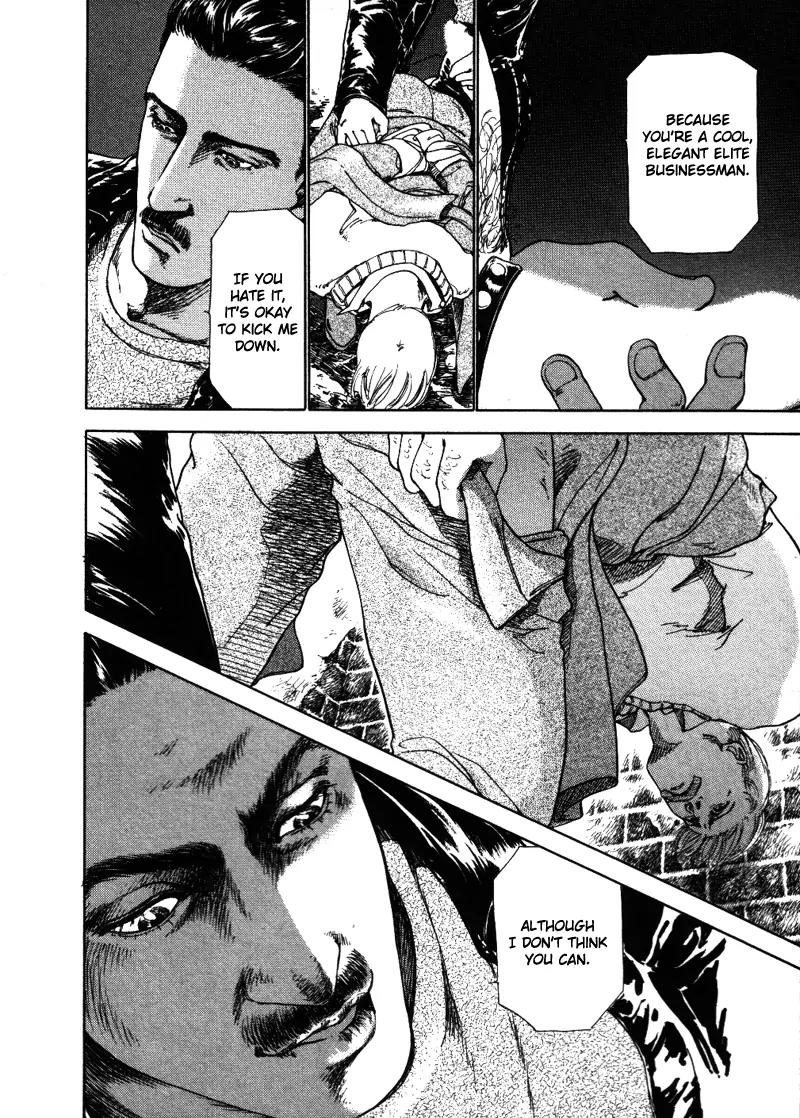 BECAUSE
YOU'RE A COOL,
ELEGANT ELITE
BUSINESSMAN.
IF YOU
HATE IT,
IT'S OKAY
TO KICK ME
DOWN.
ALTHOUGH
I DON'T THINK
YOU CAN.